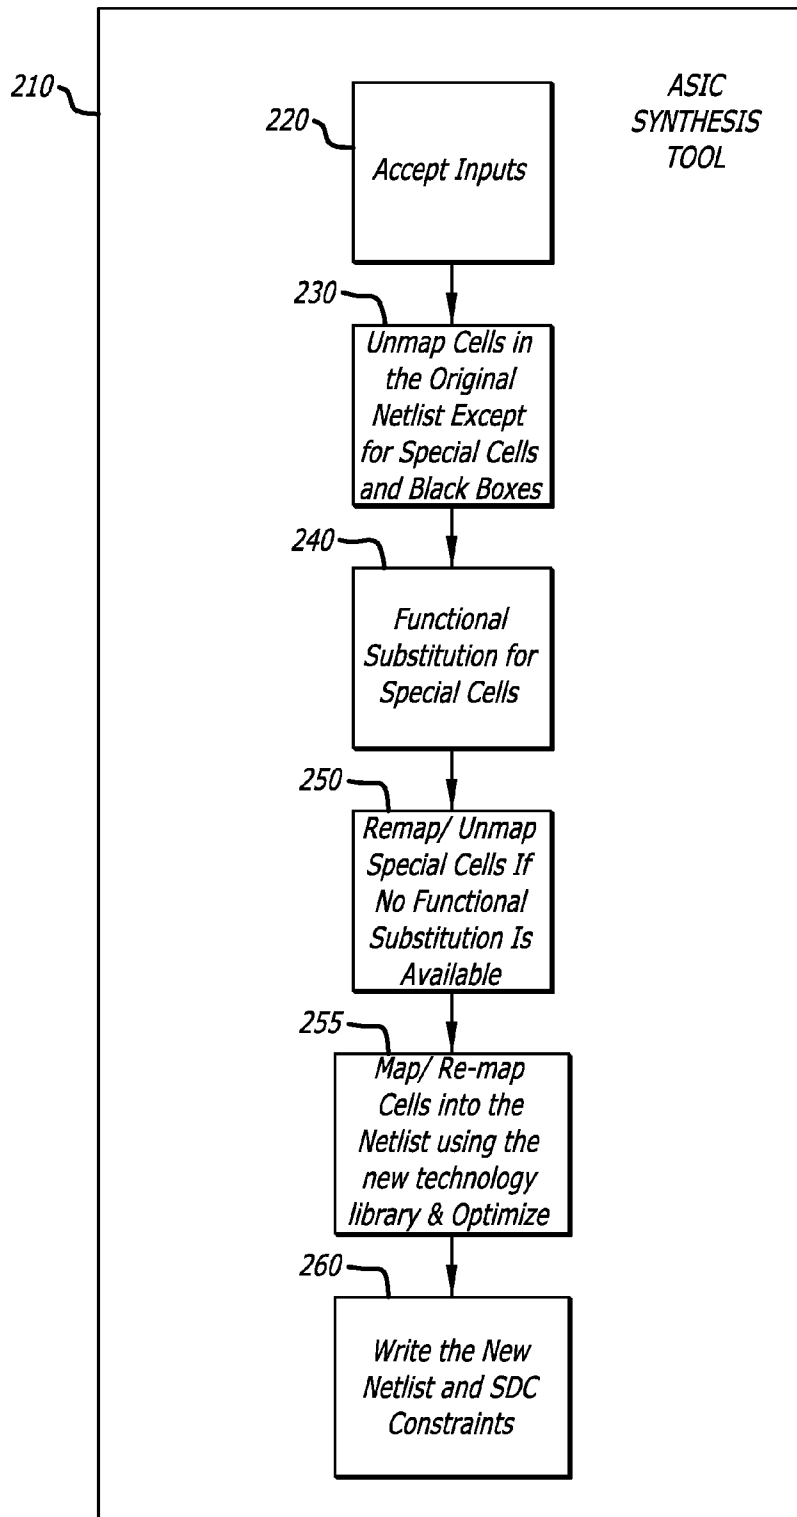 210
ASIC
SYNTHESIS
TOOL
220
Accept Inputs
230
Unmap Cells in
the Original
Netlist Except
for Special Cells
and Black Boxes
240
Functional
Substitution for
Special Cells
250
Remap/ Unmap
Special Cells If
No Functional
Substitution Is
Available
255
Map/ Re-map
Cells into the
Netlist using the
new technology
library & Optimize
260
Write the New
Netlist and SDC
Constraints